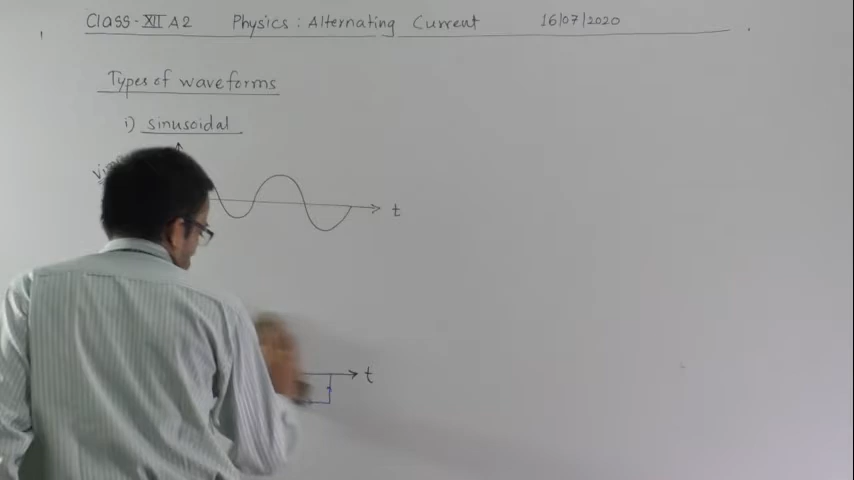 Class - XII A2 Physics : Alternating Current 16/07/2020
Types of waveforms
i) sinusoidal
t
t